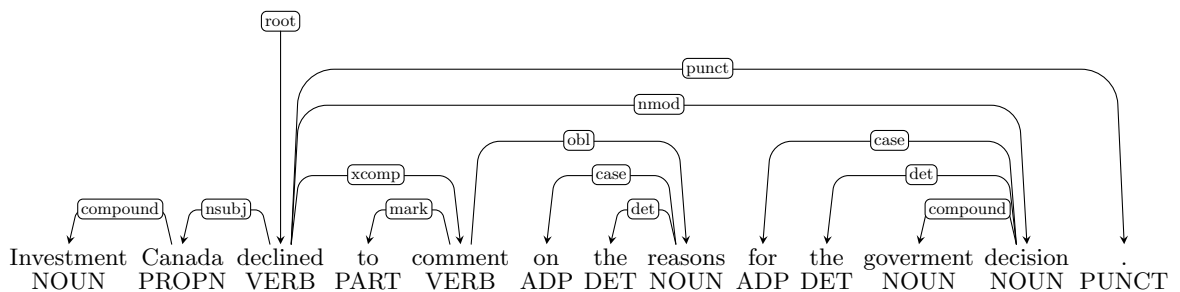 root
punct
nmod
obl case
xcomp case det
compound nsubj mark det compound
Investment Canada declined to comment on the reasons for the goverment decision .
NOUN PROPN VERB PART VERB ADP DET NOUN ADP DET NOUN NOUN PUNCT